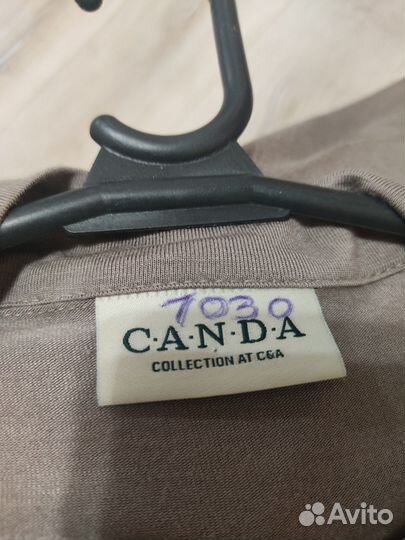 7030
C·A·N·D·A
COLLECTION AT C&A
Avito